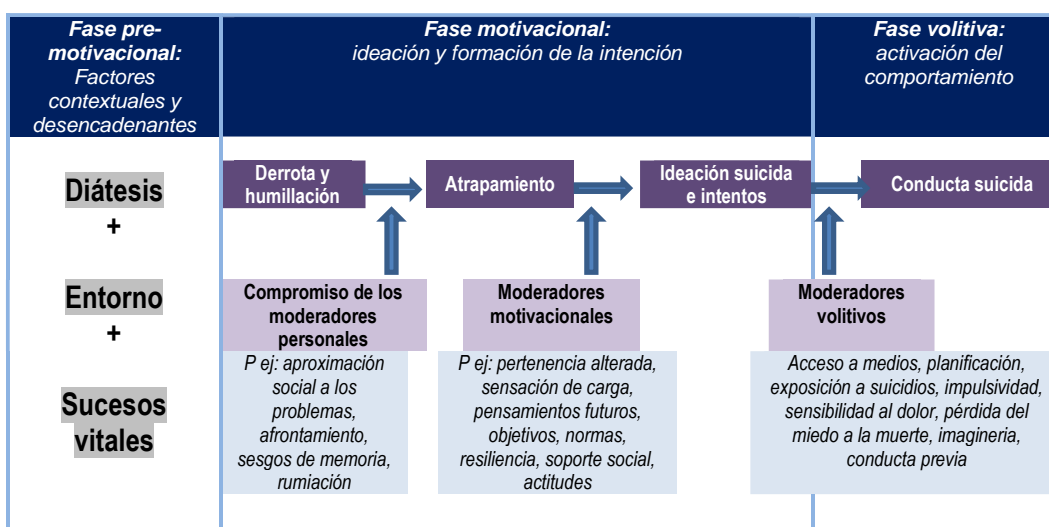 Fase pre-
motivacional:
Factores
contextuales y
desencadenantes
Fase motivacional:
ideación y formación de la intención
Fase volitiva:
activación del
comportamiento
Diátesis
+
Entorno
+
Sucesos
vitales
Derrota y
humillación
Atrapamiento
Ideación suicida
e intentos
Conducta suicida
Compromiso de los
moderadores
personales
P ej: aproximación
social a los
problemas,
afrontamiento,
sesgos de memoria,
rumiación
Moderadores
motivacionales
P ej: pertenencia alterada,
sensación de carga,
pensamientos futuros,
objetivos, normas,
resiliencia, soporte social,
actitudes
Moderadores
volitivos
Acceso a medios, planificación,
exposición a suicidios, impulsividad,
sensibilidad al dolor, pérdida del
miedo a la muerte, imagineria,
conducta previa